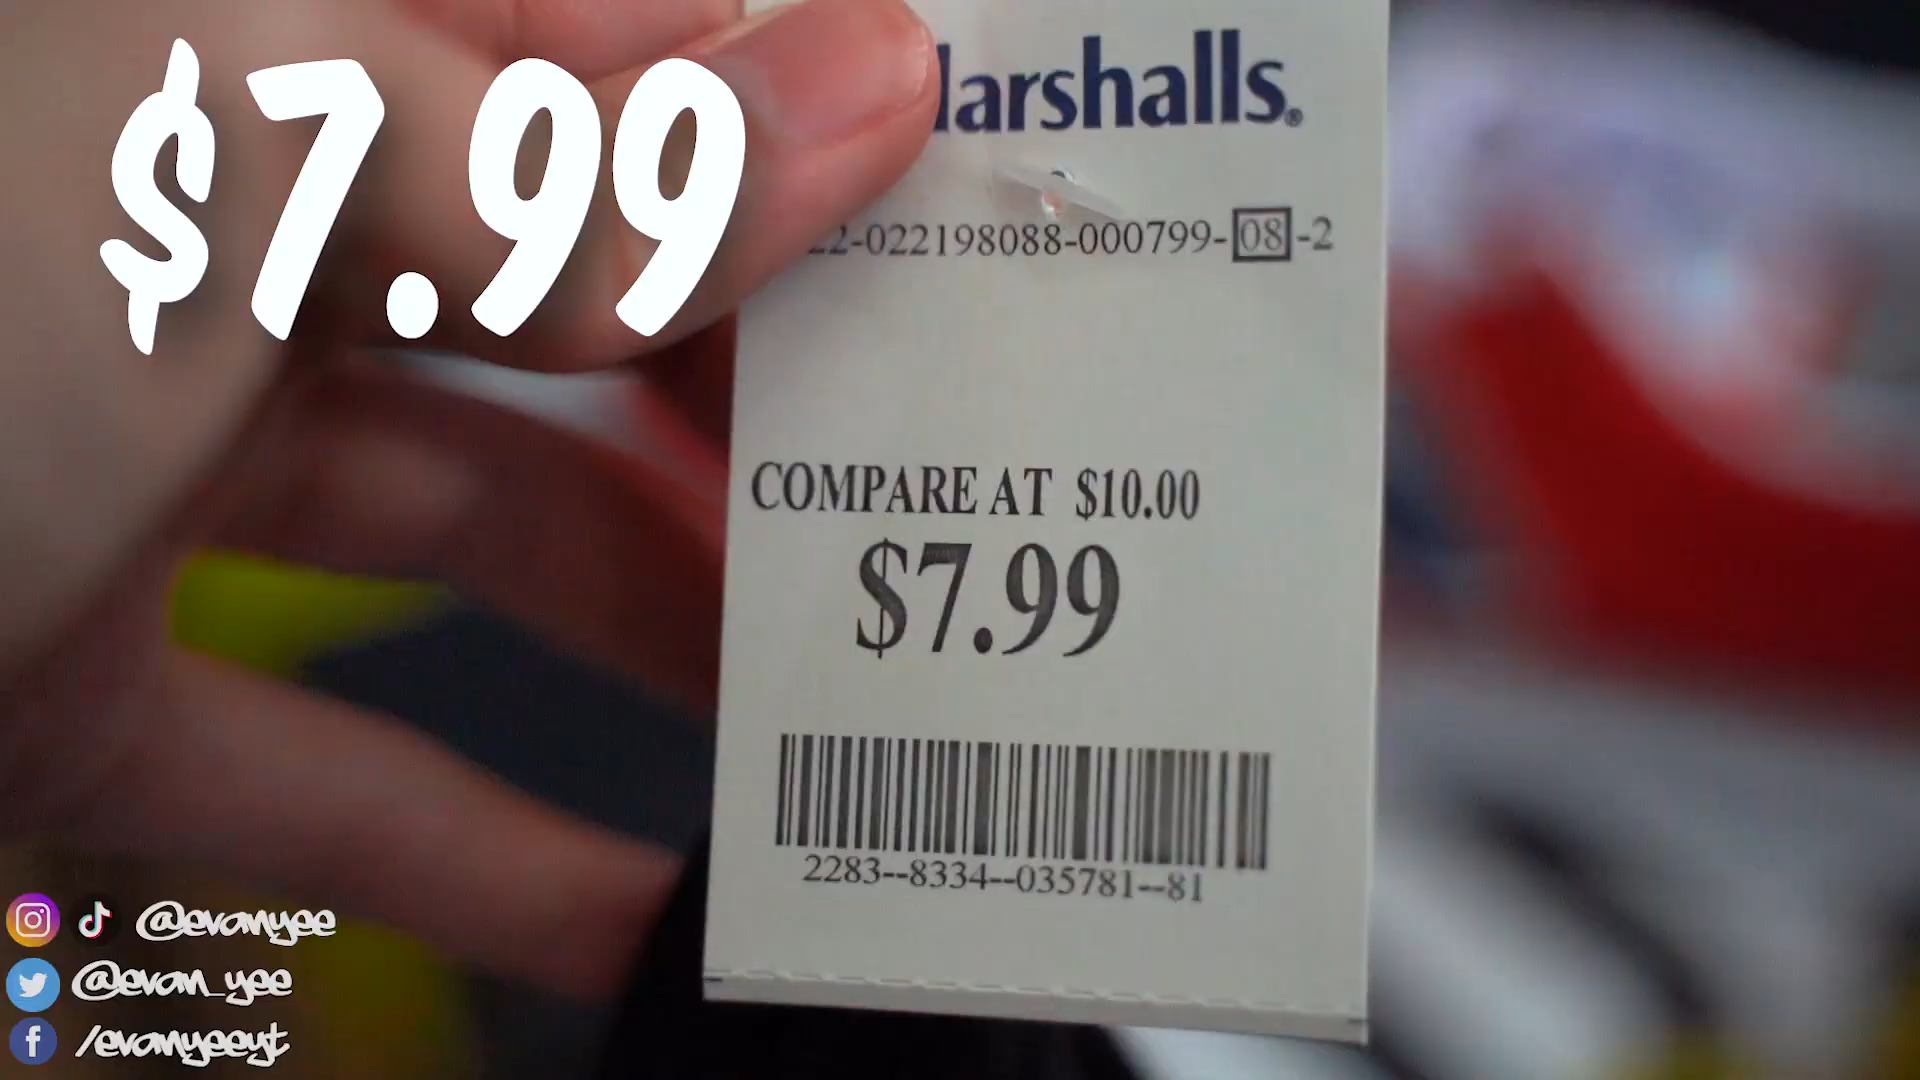 $7.99
arshalls®
22-022198088-000799-08-2
COMPARE AT $10.00
$7.99
2283--8334--035781--81
@evanyee
@evan_yee
/evanyeeyt